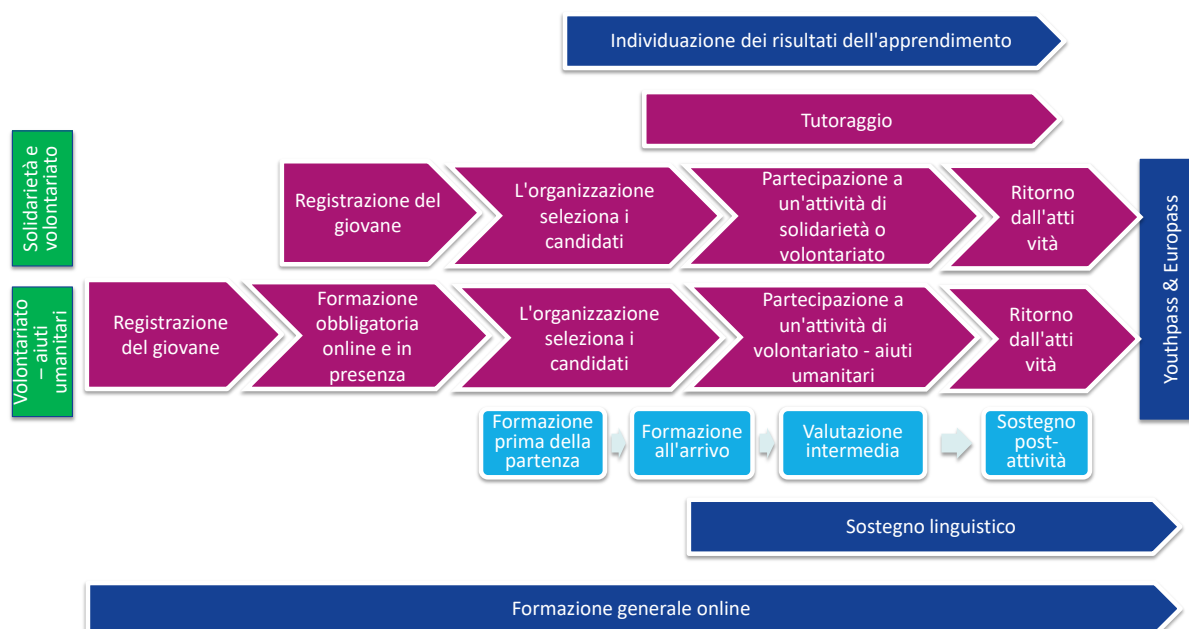 Individuazione dei risultati dell'apprendimento
Tutoraggio
Solidarietà e
volontariato
Registrazione del
giovane
L'organizzazione
seleziona i
candidati
Partecipazione a
un'attività di
solidarietà o
volontariato
Ritorno
dall'atti
vità
Youthpass & Europass
Volontariato
– aiuti
umanitari
Registrazione
del giovane
Formazione
obbligatoria
online e in
presenza
L'organizzazione
seleziona i
candidati
Partecipazione a
un'attività di
volontariato - aiuti
umanitari
Ritorno
dall'atti
vità
Formazione
prima della
partenza
Formazione
all'arrivo
Valutazione
intermedia
Sostegno
post-
attività
Sostegno linguistico
Formazione generale online